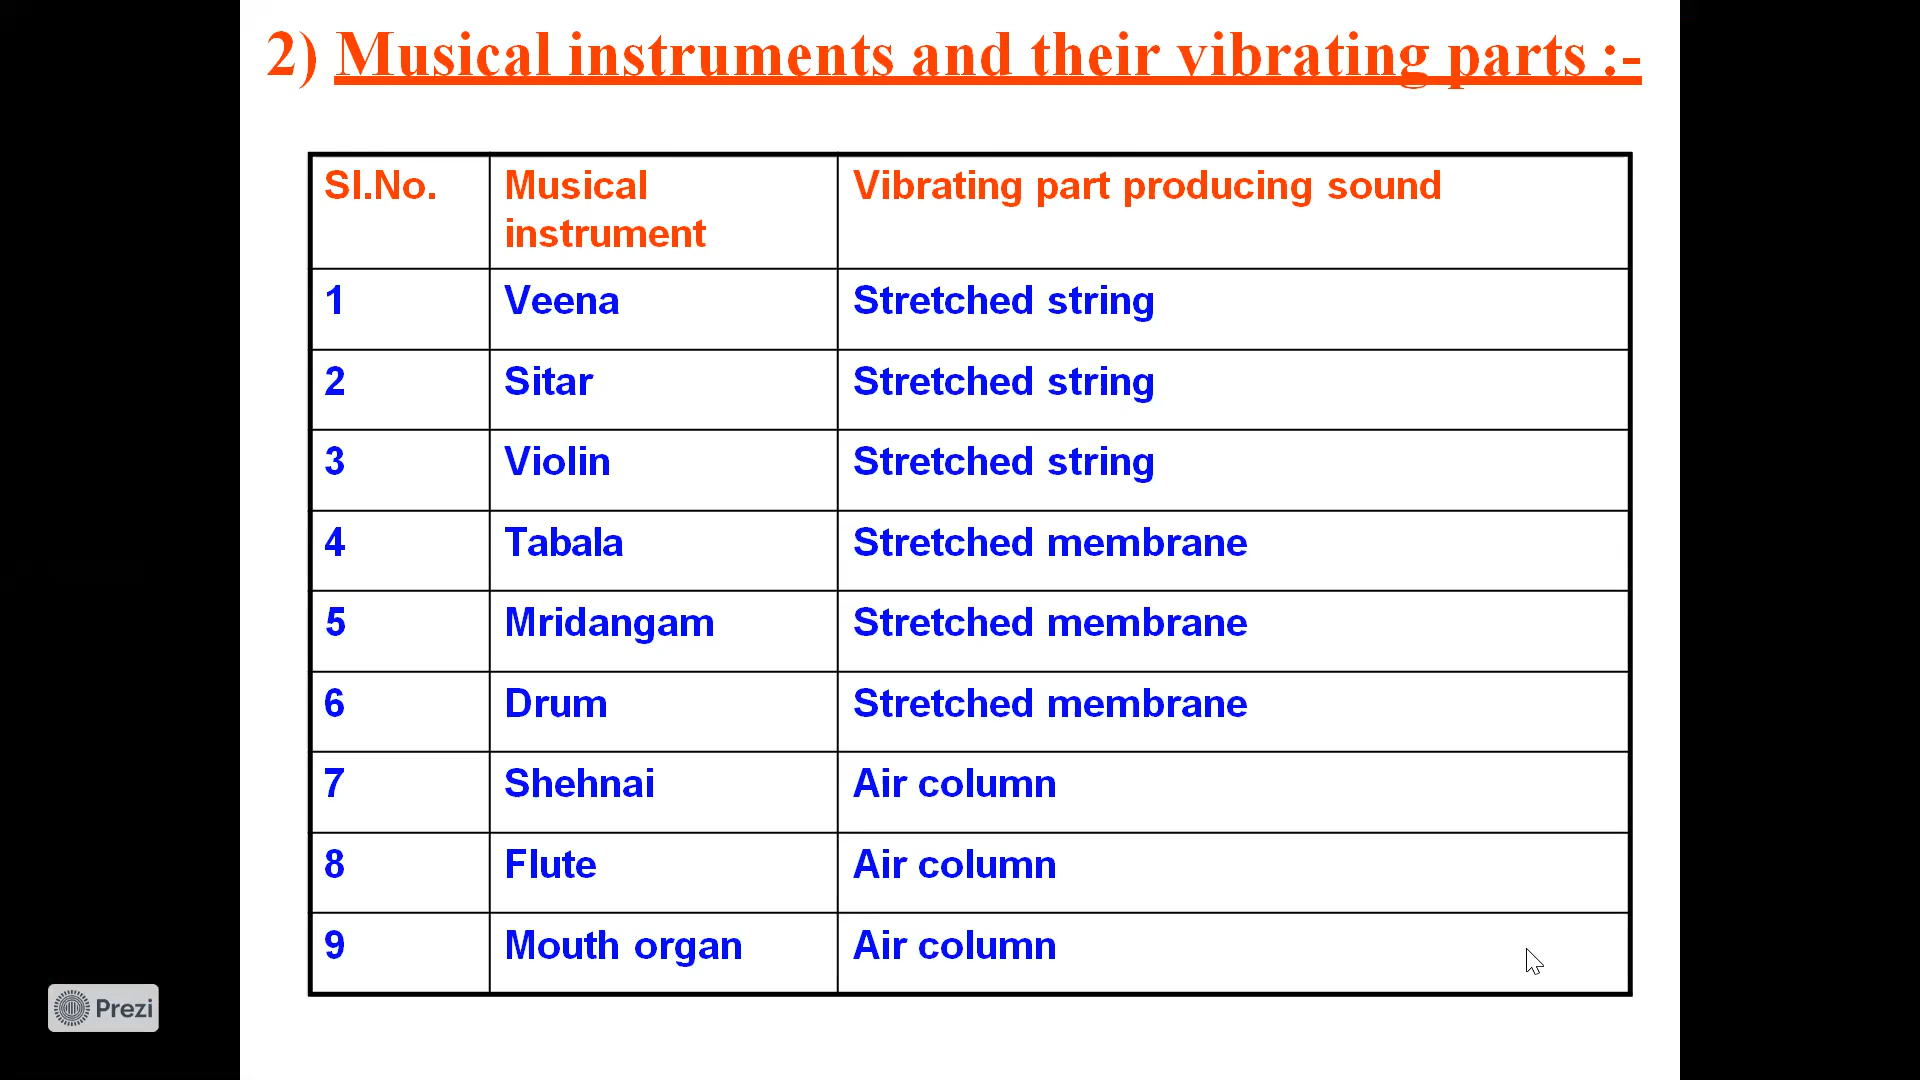 2) Musical instruments and their vibrating parts :-
Sl.No. Musical instrument Vibrating part producing sound
1 Veena Stretched string
2 Sitar Stretched string
3 Violin Stretched string
4 Tabala Stretched membrane
5 Mridangam Stretched membrane
6 Drum Stretched membrane
7 Shehnai Air column
8 Flute Air column
9 Mouth organ Air column
Prezi